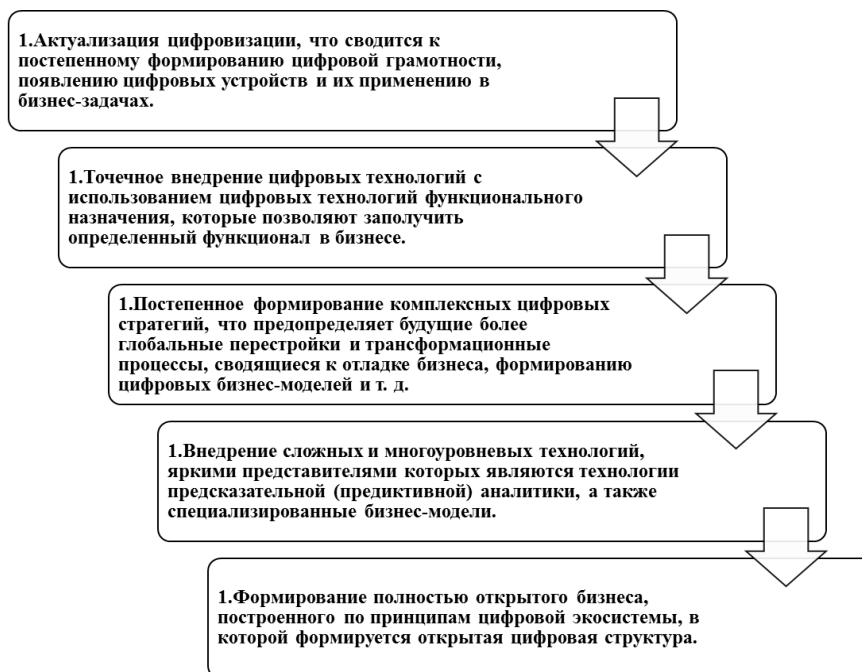 1.Актуализация цифровизации, что сводится к
постепенному формированию цифровой грамотности,
появлению цифровых устройств и их применению в
бизнес-задачах.
1.Точечное внедрение цифровых технологий с
использованием цифровых технологий функционального
назначения, которые позволяют заполучить
определенный функционал в бизнесе.
1.Постепенное формирование комплексных цифровых
стратегий, что предопределяет будущие более
глобальные перестройки и трансформационные
процессы, сводящиеся к отладке бизнеса, формированию
цифровых бизнес-моделей и т. д.
1.Внедрение сложных и многоуровневых технологий,
яркими представителями которых являются технологии
предсказательной (предиктивной) аналитики, а также
специализированные бизнес-модели.
1.Формирование полностью открытого бизнеса,
построенного по принципам цифровой экосистемы, в
которой формируется открытая цифровая структура.